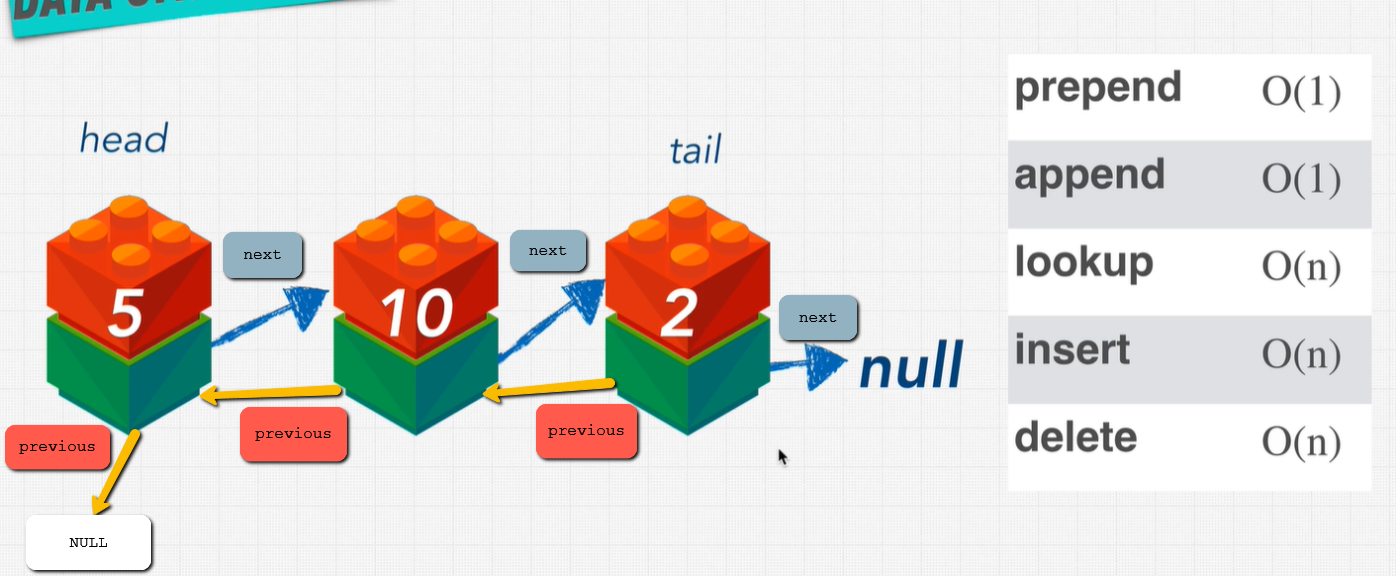 DATA
head
tail
5
next
10
next
2
next
null
previous
previous
previous
NULL
prepend O(1)
append O(1)
lookup O(n)
insert O(n)
delete O(n)